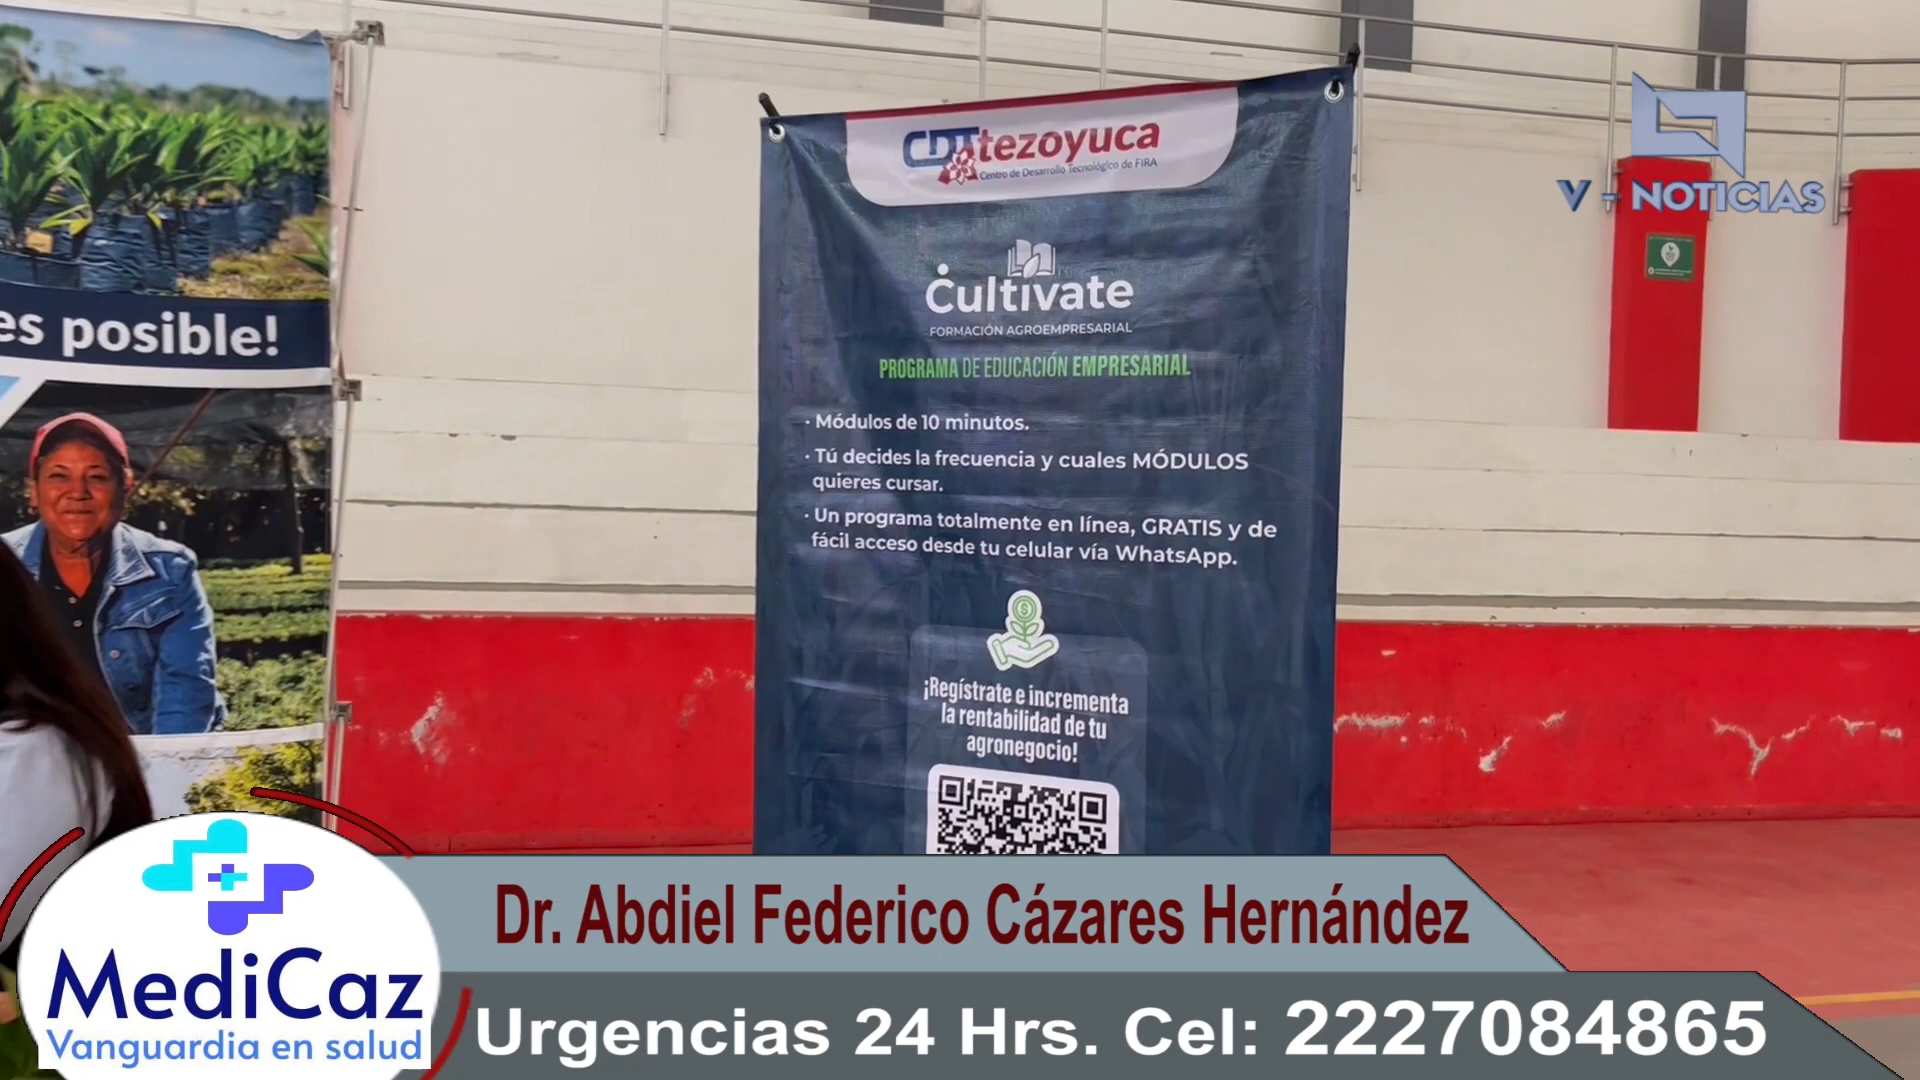 es posible!
CDTtezoyuca
Centro de Desarrollo Tecnológico de FIRA
Cultívate
FORMACIÓN AGROEMPRESARIAL
PROGRAMA DE EDUCACIÓN EMPRESARIAL
· Módulos de 10 minutos.
· Tú decides la frecuencia y cuales MÓDULOS
quieres cursar.
· Un programa totalmente en línea, GRATIS y de
fácil acceso desde tu celular vía WhatsApp.
¡Regístrate e incrementa
la rentabilidad de tu
agronegocio!
V - NOTICIAS
MediCaz
Vanguardia en salud
Dr. Abdiel Federico Cázares Hernández
Urgencias 24 Hrs. Cel: 2227084865